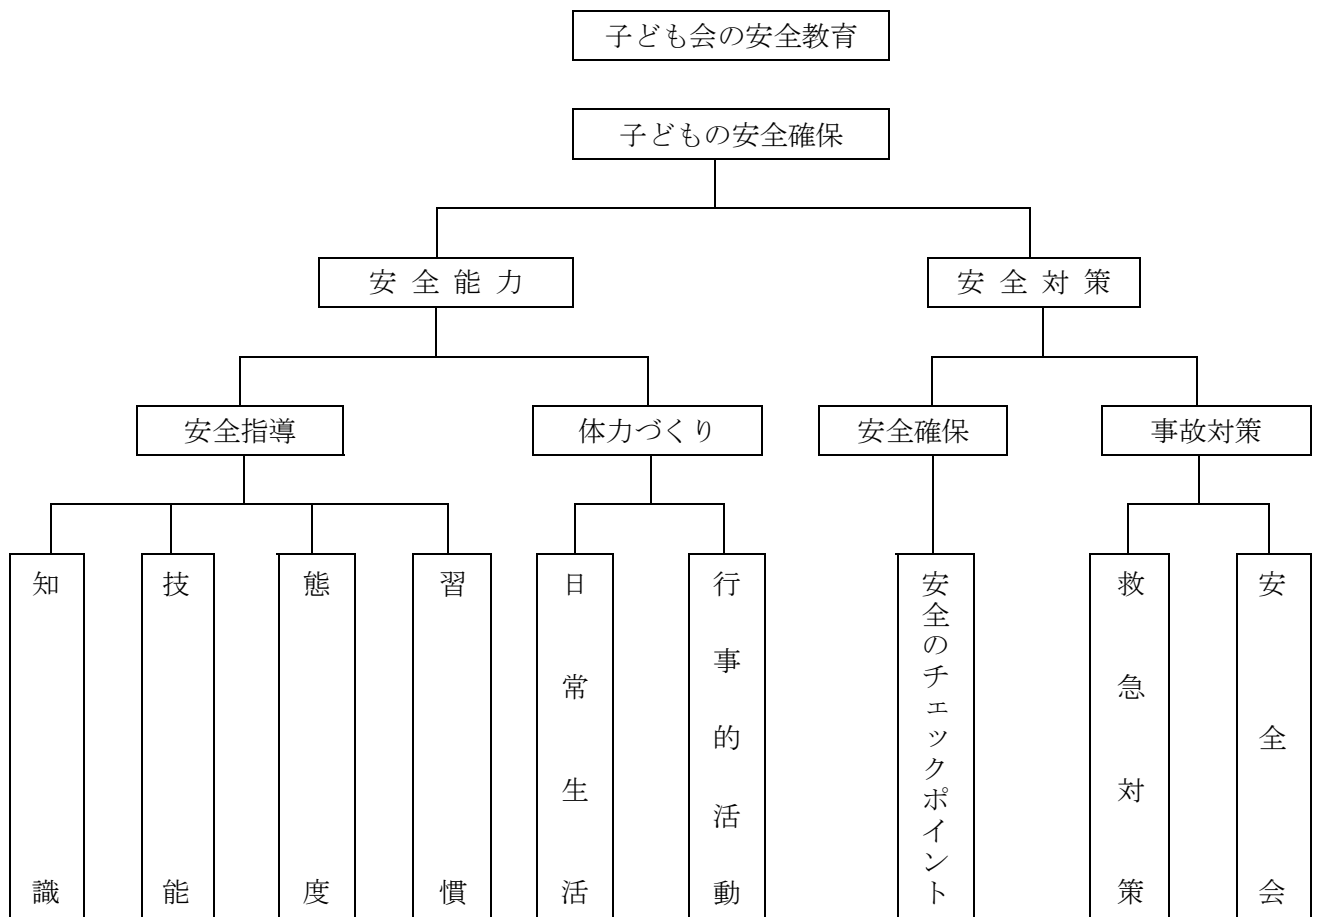 子ども会の安全教育
子どもの安全確保
安全能力
安全対策
安全指導
体力づくり
安全確保
事故対策
知識
技能
態度
習慣
日常生活
行事的活動
安全のチェックポイント
救急対策
安全会